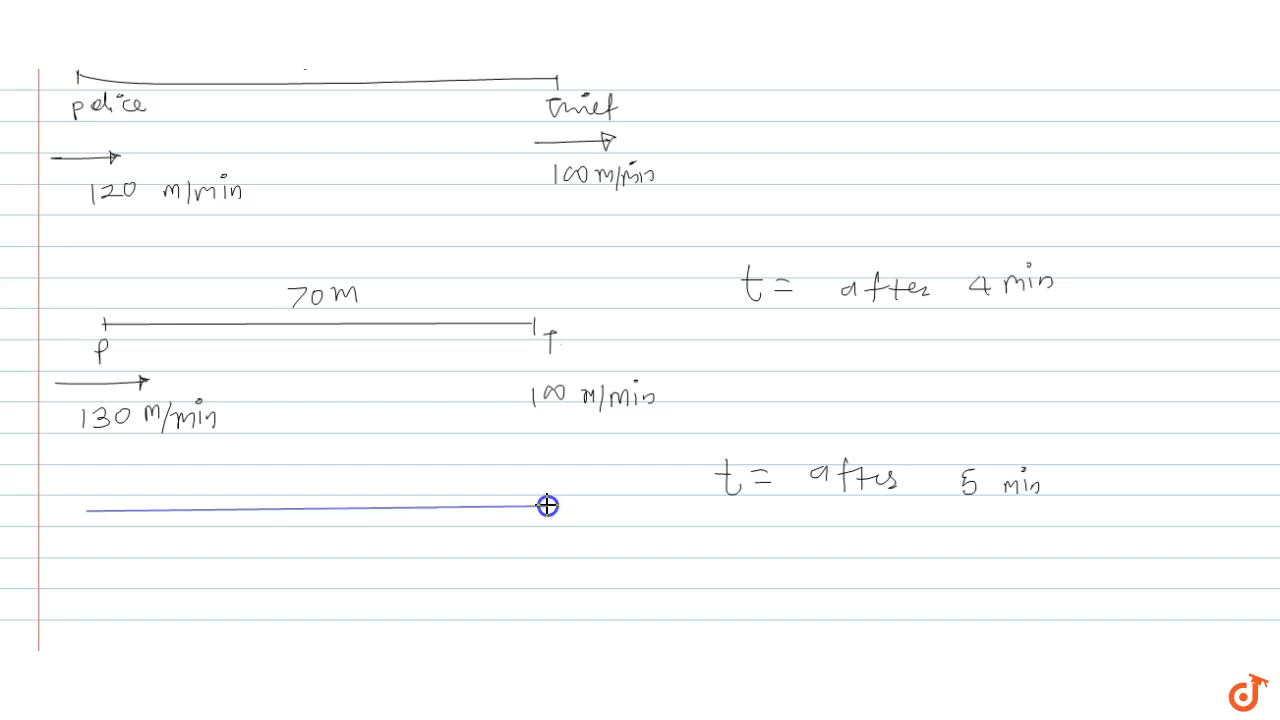 police thief
120 m/min 100 m/min
70 m t = after 4 min
P T
130 m/min 100 m/min
t = after 5 min